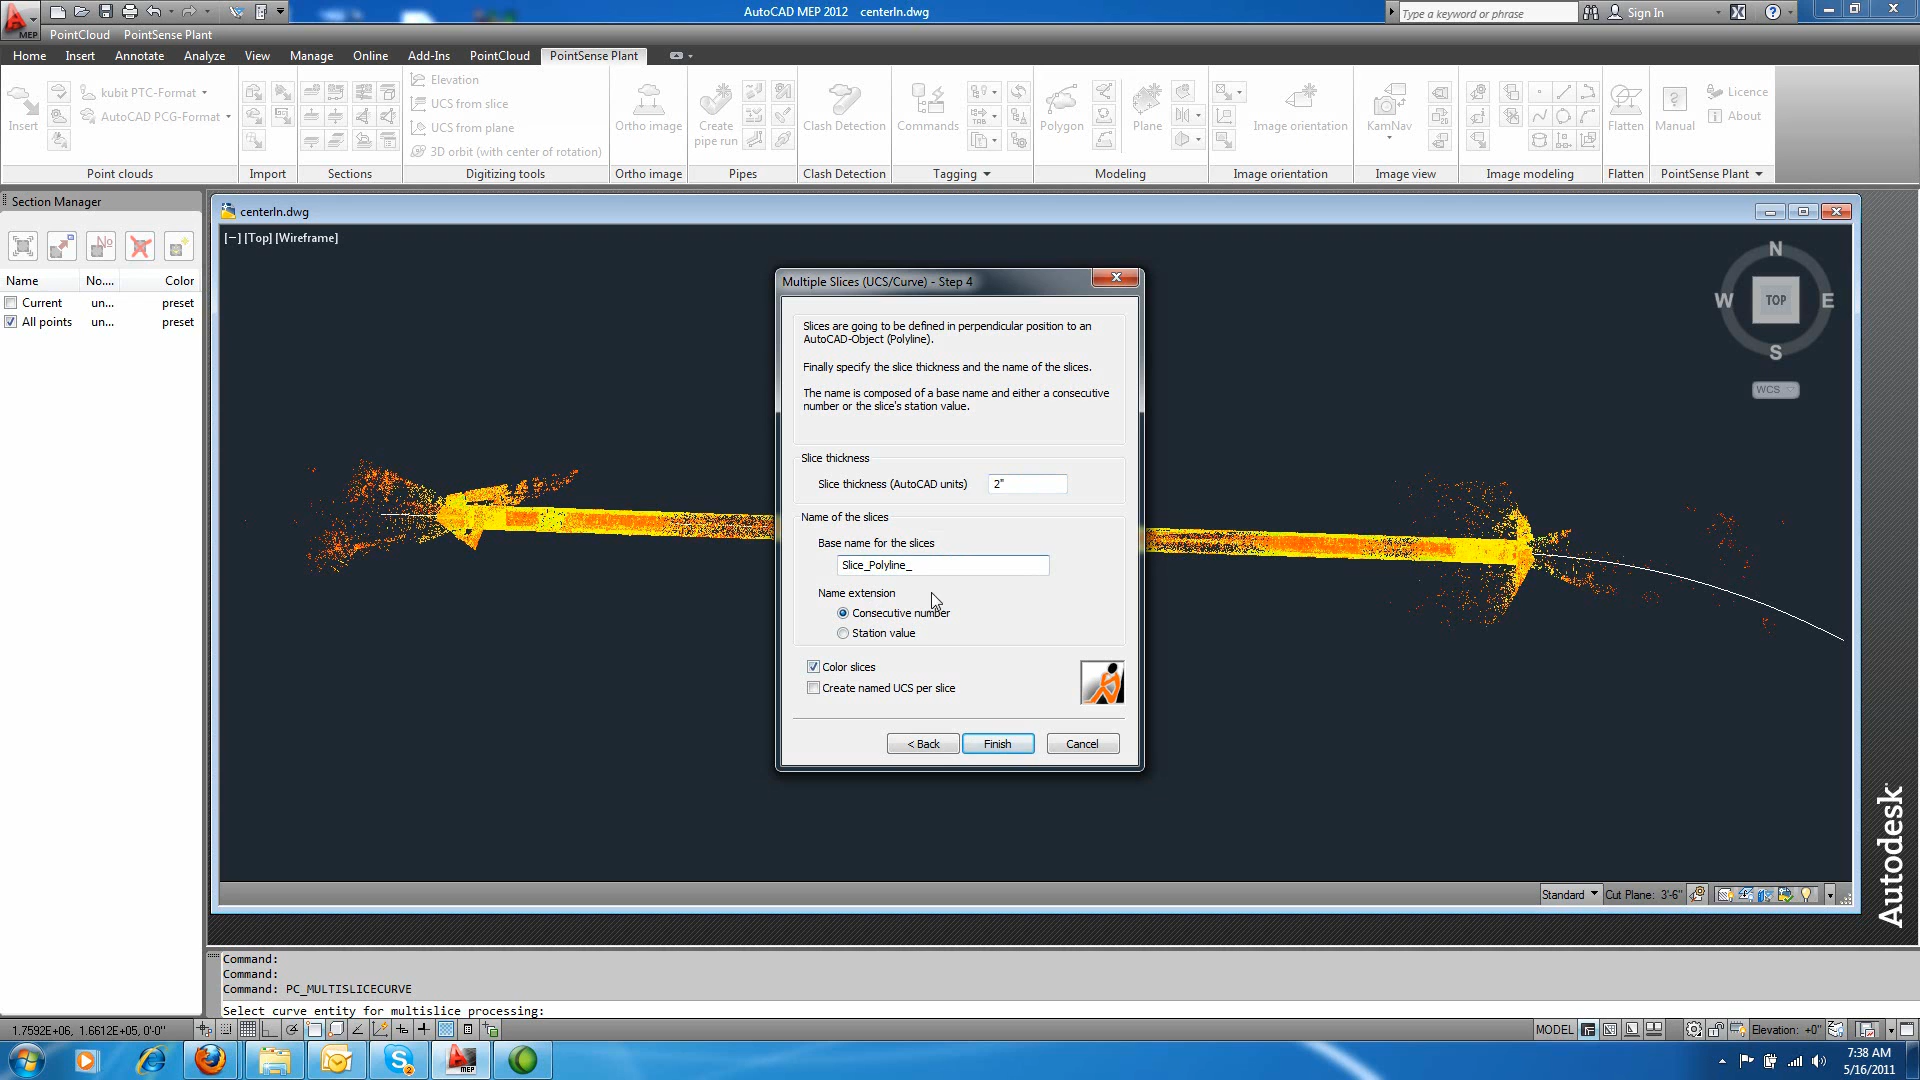 AutoCAD MEP 2012 centerln.dwg
Type a keyword or phrase
Sign In
MEP
PointCloud PointSense Plant
Home Insert Annotate Analyze View Manage Online Add-Ins PointCloud PointSense Plant
Insert
kubit PTC-Format
AutoCAD PCG-Format
Elevation
UCS from slice
UCS from plane
3D orbit (with center of rotation)
Ortho image
Create
pipe run
Clash Detection
Commands
TAB
Polygon
Plane
Image orientation
KamNav
Flatten
Manual
Licence
About
Point clouds Import Sections Digitizing tools Ortho image Pipes Clash Detection Tagging Modeling Image orientation Image view Image modeling Flatten PointSense Plant
Section Manager
No
Name No.... Color
Current un... preset
All points un... preset
centerln.dwg
[−] [Top] [Wireframe]
N
W TOP E
S
WCS
Multiple Slices (UCS/Curve) - Step 4
Slices are going to be defined in perpendicular position to an
AutoCAD-Object (Polyline).
Finally specify the slice thickness and the name of the slices.
The name is composed of a base name and either a consecutive
number or the slice's station value.
Slice thickness
Slice thickness (AutoCAD units) 2"
Name of the slices
Base name for the slices
Slice_Polyline_
Name extension
Consecutive number
Station value
Color slices
Create named UCS per slice
< Back Finish Cancel
Standard Cut Plane: 3'-6"
Autodesk
Command:
Command:
Command: PC_MULTISLICECURVE
Select curve entity for multislice processing:
1.7592E+06, 1.6612E+05, 0'-0"
MODEL
Elevation: +0"
2
MEP
7:38 AM
5/16/2011